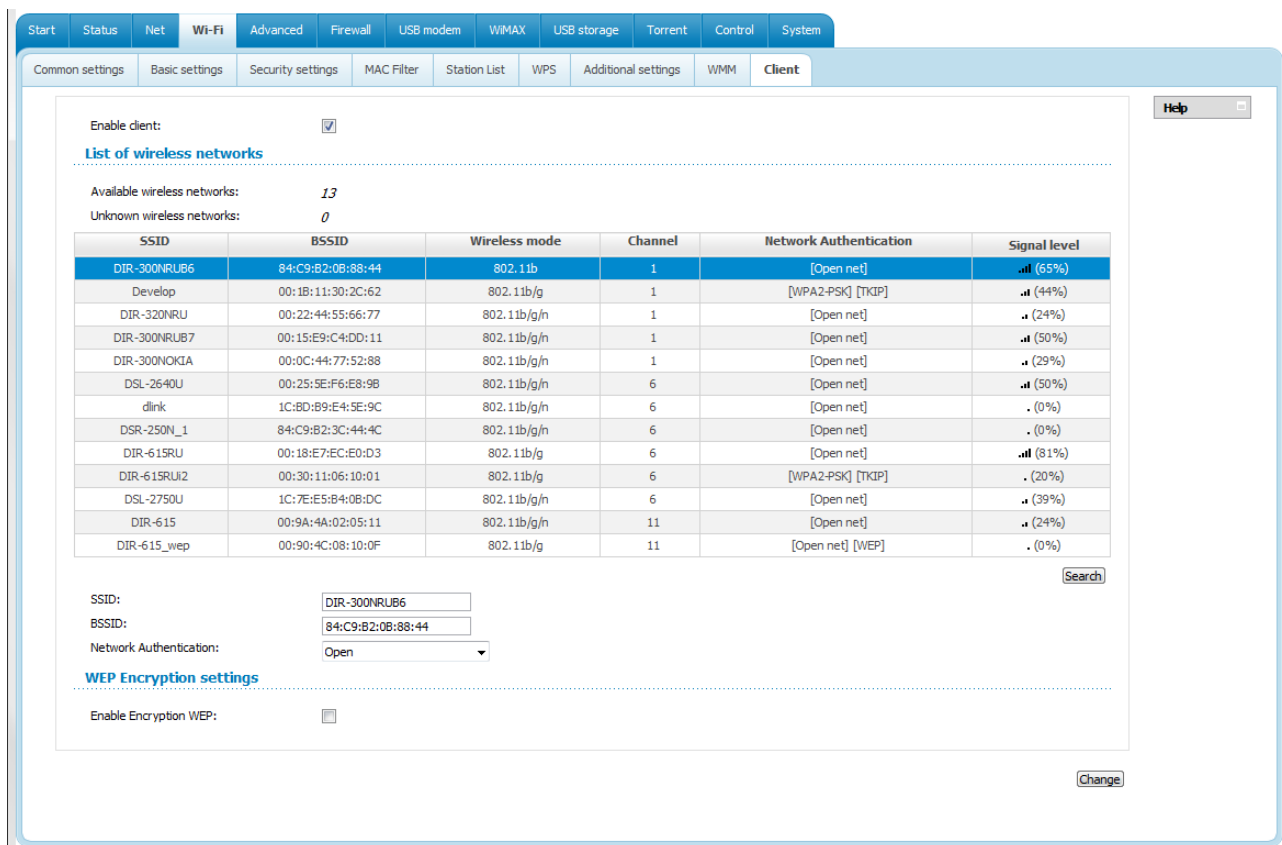 Start Status Net Wi-Fi Advanced Firewall USB modem WiMAX USB storage Torrent Control System
Common settings Basic settings Security settings MAC Filter Station List WPS Additional settings WMM Client
Help
Enable client:
List of wireless networks
Available wireless networks: 13
Unknown wireless networks: 0
SSID BSSID Wireless mode Channel Network Authentication Signal level
DIR-300NRUB6 84:C9:B2:0B:88:44 802.11b 1 [Open net] (65%)
Develop 00:1B:11:30:2C:62 802.11b/g 1 [WPA2-PSK] [TKIP] (44%)
DIR-320NRU 00:22:44:55:66:77 802.11b/g/n 1 [Open net] (24%)
DIR-300NRUB7 00:15:E9:C4:DD:11 802.11b/g/n 1 [Open net] (50%)
DIR-300NOKIA 00:0C:44:77:52:88 802.11b/g/n 1 [Open net] (29%)
DSL-2640U 00:25:5E:F6:E8:9B 802.11b/g/n 6 [Open net] (50%)
dlink 1C:BD:B9:E4:5E:9C 802.11b/g/n 6 [Open net] (0%)
DSR-250N_1 84:C9:B2:3C:44:4C 802.11b/g/n 6 [Open net] (0%)
DIR-615RU 00:18:E7:EC:E0:D3 802.11b/g 6 [Open net] (81%)
DIR-615RUi2 00:30:11:06:10:01 802.11b/g 6 [WPA2-PSK] [TKIP] (20%)
DSL-2750U 1C:7E:E5:B4:0B:DC 802.11b/g/n 6 [Open net] (39%)
DIR-615 00:9A:4A:02:05:11 802.11b/g/n 11 [Open net] (24%)
DIR-615_wep 00:90:4C:08:10:0F 802.11b/g 11 [Open net] [WEP] (0%)
Search
SSID: DIR-300NRUB6
BSSID: 84:C9:B2:0B:88:44
Network Authentication: Open
WEP Encryption settings
Enable Encryption WEP:
Change